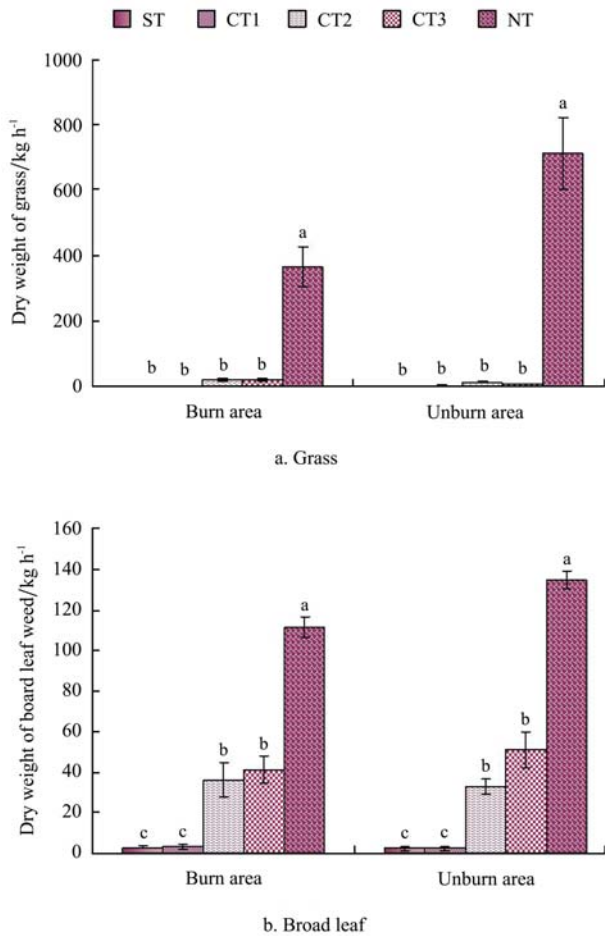 ST CT1 CT2 CT3 NT
Dry weight of grass/kg h⁻¹
1000
800
600
400
200
0
b b b b a
b b b b a
Burn area Unburn area
a. Grass
Dry weight of board leaf weed/kg h⁻¹
160
140
120
100
80
60
40
20
0
c c b b a
c c b b a
Burn area Unburn area
b. Broad leaf